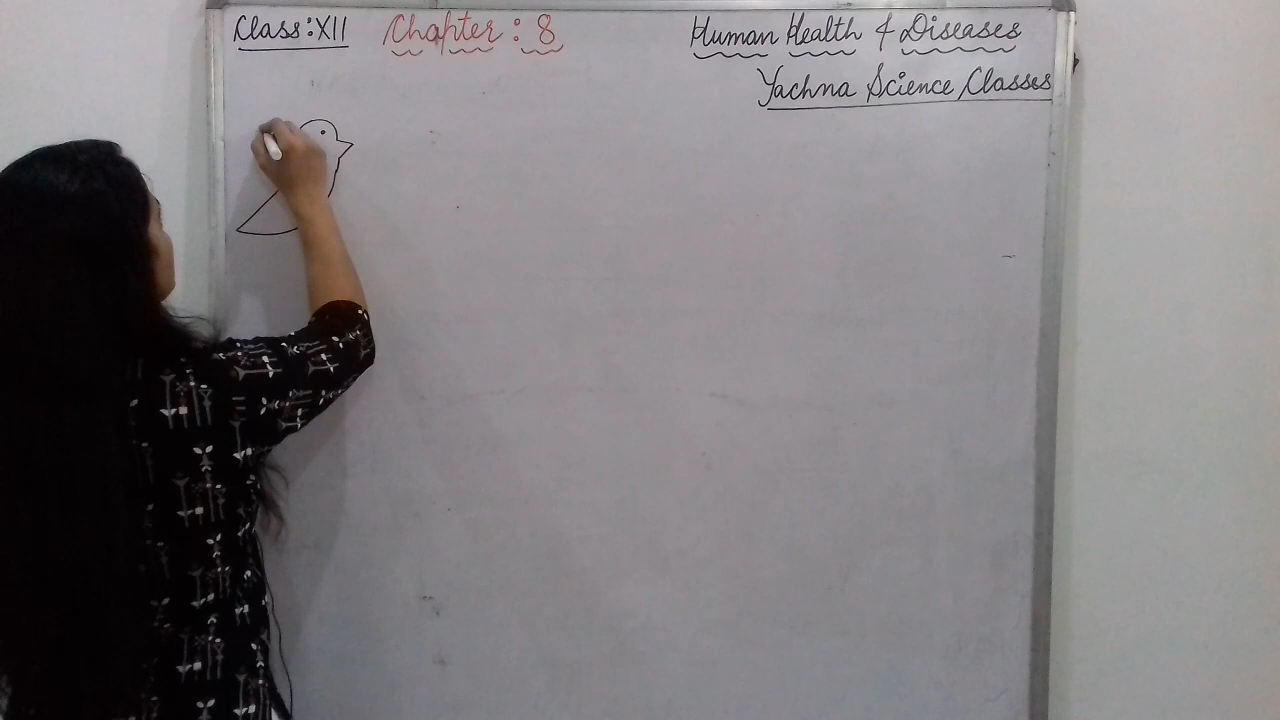 Class:XII Chapter : 8 Human Health & Diseases
Yachna Science Classes